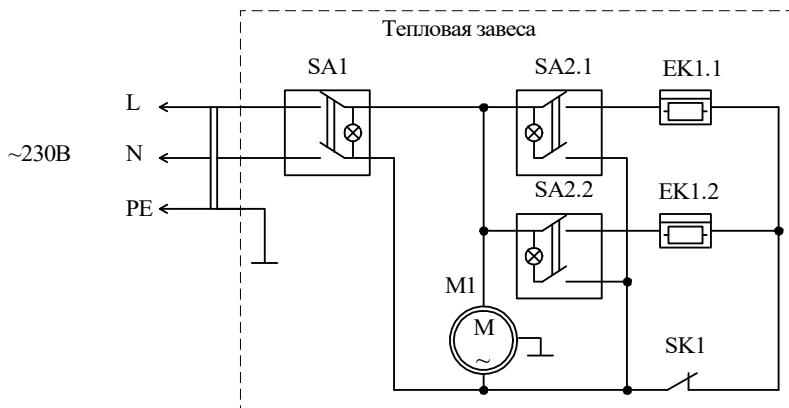 Тепловая завеса
SA1
SA2.1
EK1.1
L
~230В
N
PE
SA2.2
EK1.2
M1
M
~
SK1